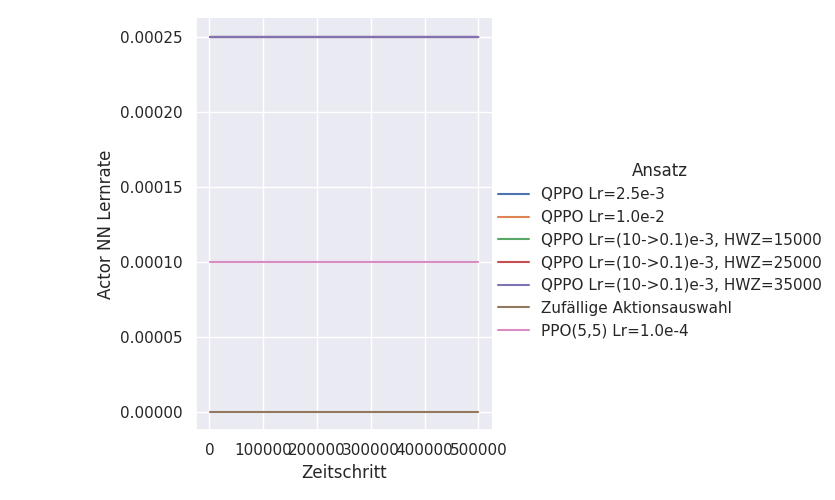 0.00025
0.00020
0.00015
0.00010
0.00005
0.00000
Actor NN Lernrate
0 100000 200000 300000 400000 500000
Zeitschritt
Ansatz
QPPO Lr=2.5e-3
QPPO Lr=1.0e-2
QPPO Lr=(10->0.1)e-3, HWZ=15000
QPPO Lr=(10->0.1)e-3, HWZ=25000
QPPO Lr=(10->0.1)e-3, HWZ=35000
Zufällige Aktionsauswahl
PPO(5,5) Lr=1.0e-4